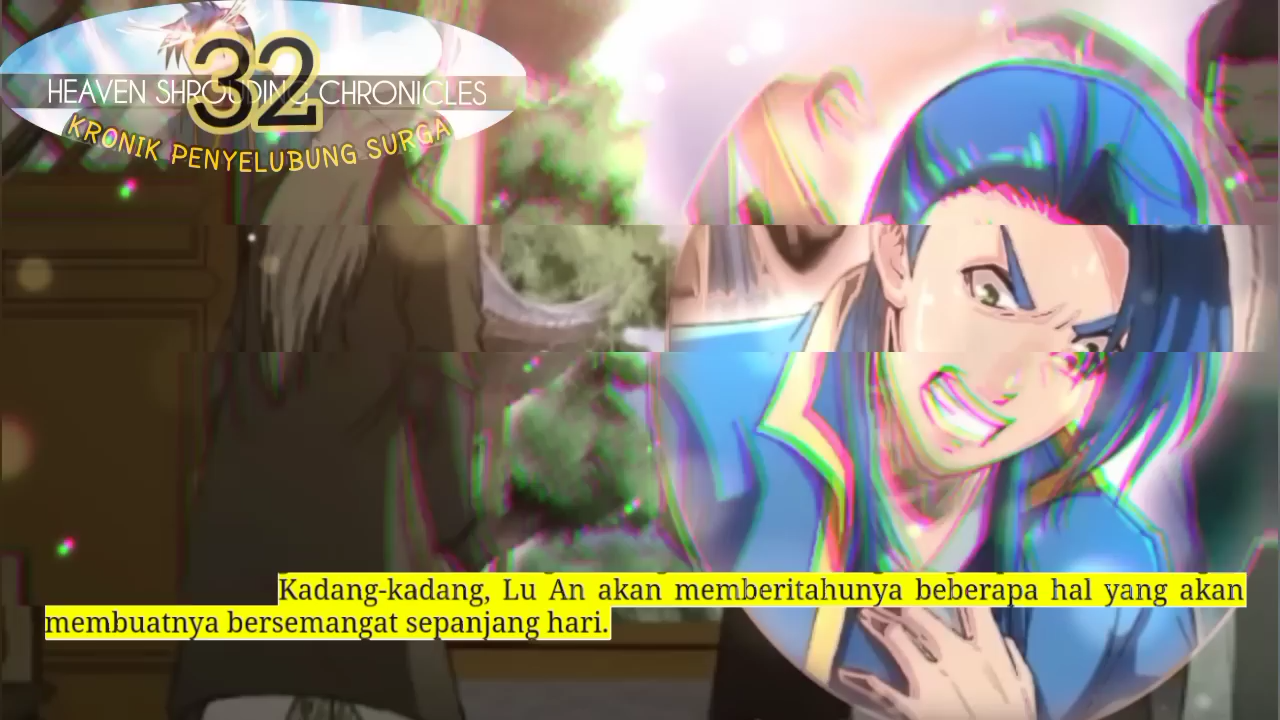 32
HEAVEN SHROUDING CHRONICLES
KRONIK PENYELUBUNG SURGA
Kadang-kadang, Lu An akan memberitahunya beberapa hal yang akan
membuatnya bersemangat sepanjang hari.